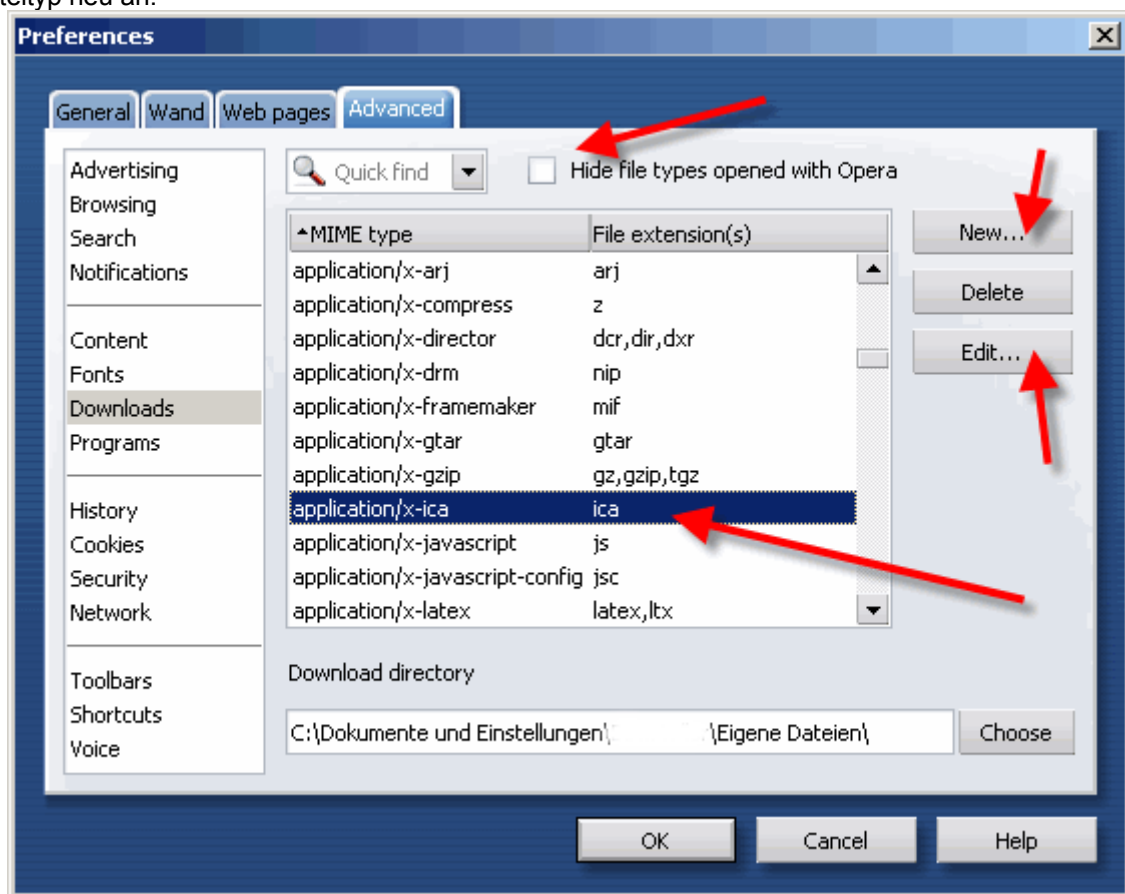 teityp neu an.
Preferences
General Wand Web pages Advanced
Advertising
Browsing
Search
Notifications
Content
Fonts
Downloads
Programs
History
Cookies
Security
Network
Toolbars
Shortcuts
Voice
Quick find Hide file types opened with Opera
MIME type File extension(s)
application/x-arj arj
application/x-compress z
application/x-director dcr,dir,dxr
application/x-drm nip
application/x-framemaker mif
application/x-gtar gtar
application/x-gzip gz,gzip,tgz
application/x-ica ica
application/x-javascript js
application/x-javascript-config jsc
application/x-latex latex,ltx
New...
Delete
Edit...
Download directory
C:\Dokumente und Einstellungen\ \Eigene Dateien\ Choose
OK Cancel Help